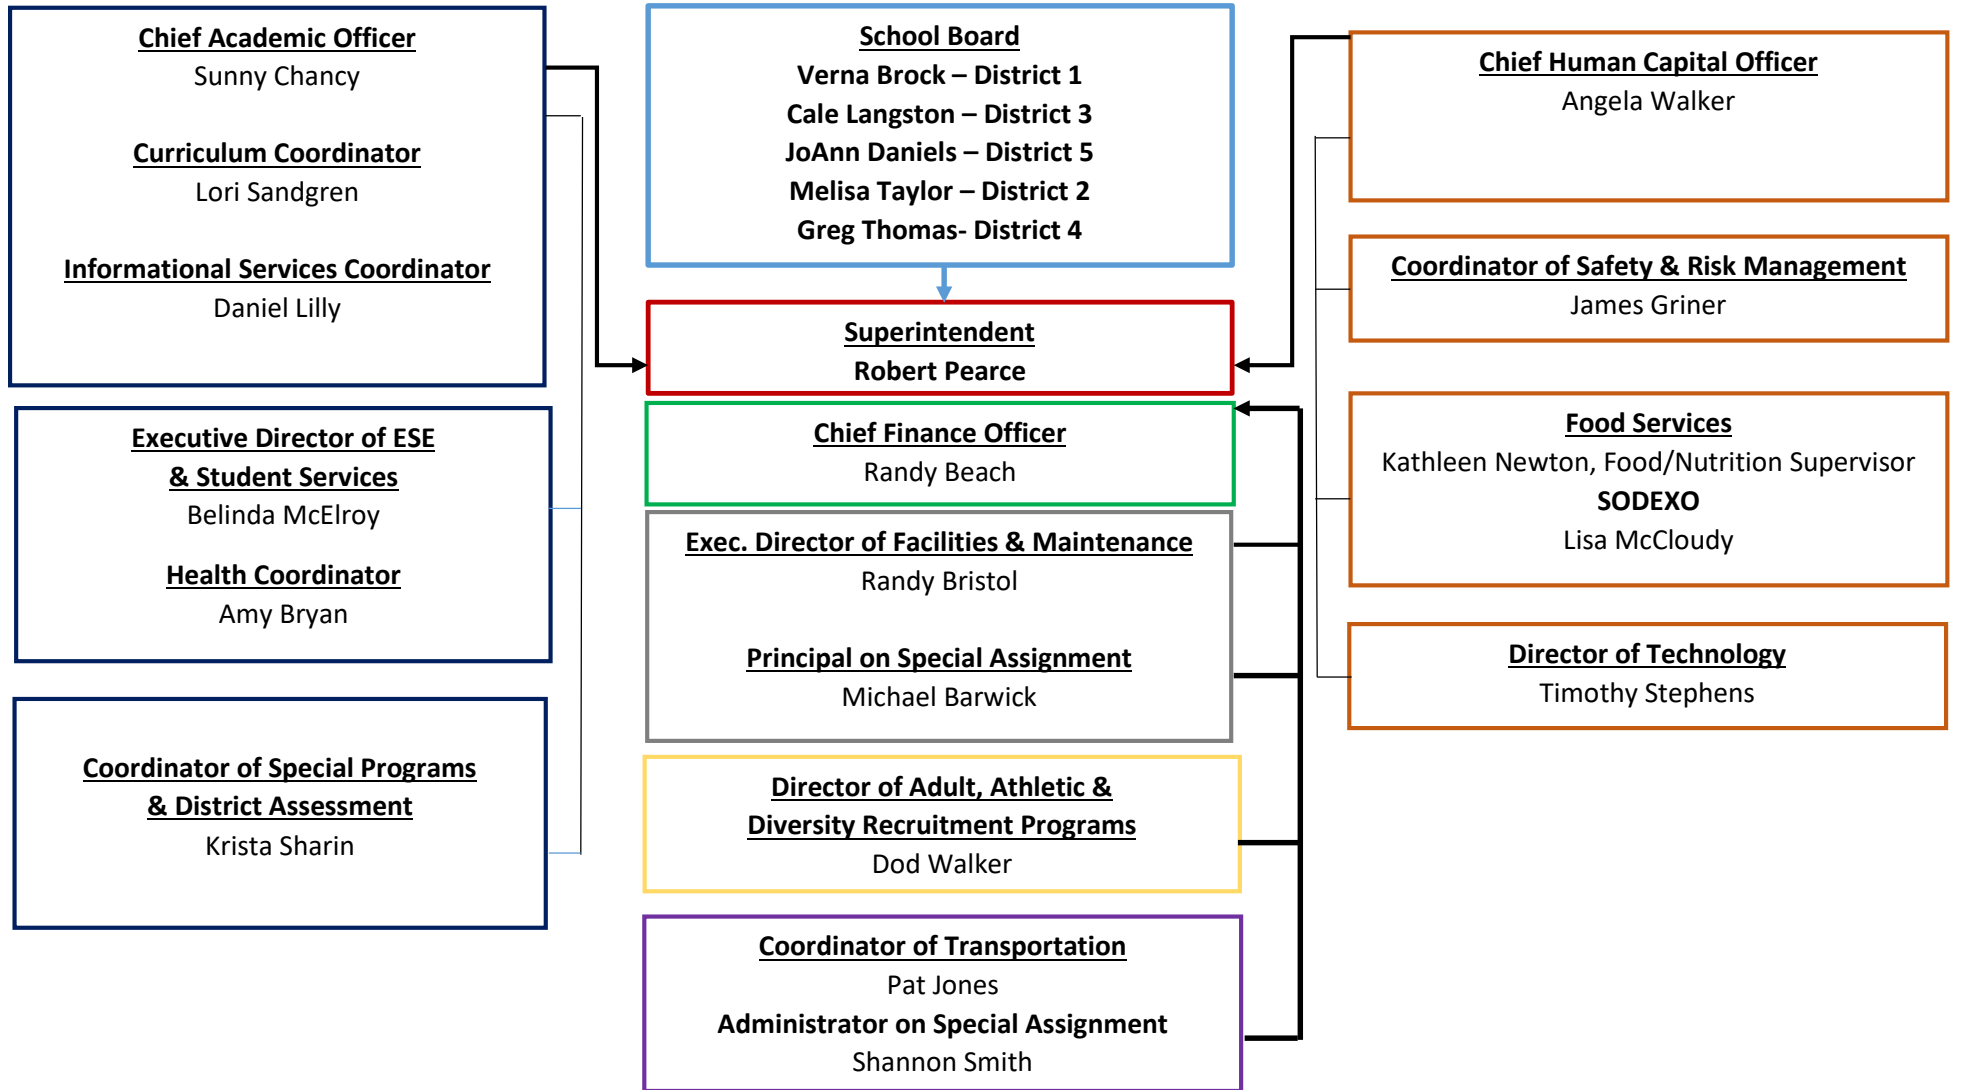 Chief Academic Officer
Sunny Chancy
Curriculum Coordinator
Lori Sandgren
Informational Services Coordinator
Daniel Lilly
Executive Director of ESE
& Student Services
Belinda McElroy
Health Coordinator
Amy Bryan
Coordinator of Special Programs
& District Assessment
Krista Sharin
School Board
Verna Brock – District 1
Cale Langston – District 3
JoAnn Daniels – District 5
Melisa Taylor – District 2
Greg Thomas- District 4
Superintendent
Robert Pearce
Chief Finance Officer
Randy Beach
Exec. Director of Facilities & Maintenance
Randy Bristol
Principal on Special Assignment
Michael Barwick
Director of Adult, Athletic &
Diversity Recruitment Programs
Dod Walker
Coordinator of Transportation
Pat Jones
Administrator on Special Assignment
Shannon Smith
Chief Human Capital Officer
Angela Walker
Coordinator of Safety & Risk Management
James Griner
Food Services
Kathleen Newton, Food/Nutrition Supervisor
SODEXO
Lisa McCloudy
Director of Technology
Timothy Stephens